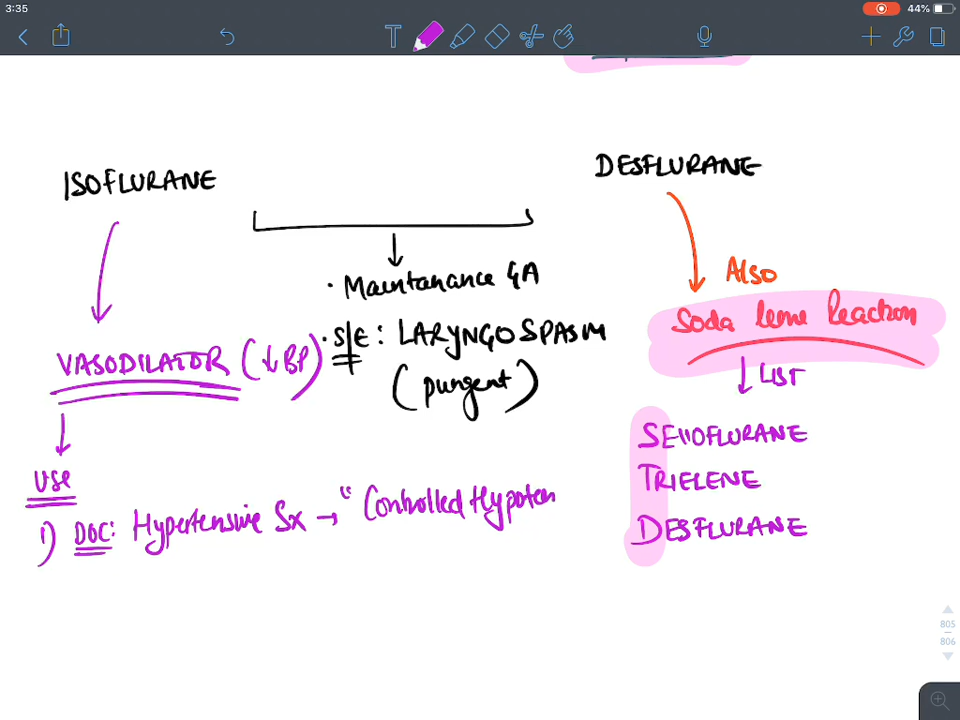 3:35
44%
T
ISOFLURANE
DESFLURANE
· Maintanance GA
Also
Soda leme Reaction
· S/E : LARYNGOSPASM
VASODILATOR (↓BP)
(pungent)
↓ LIST
SEVOFLURANE
TRIELENE
DESFLURANE
Use
1) DOC: Hypertensive Sx → "Controlled Hypoten
805
806